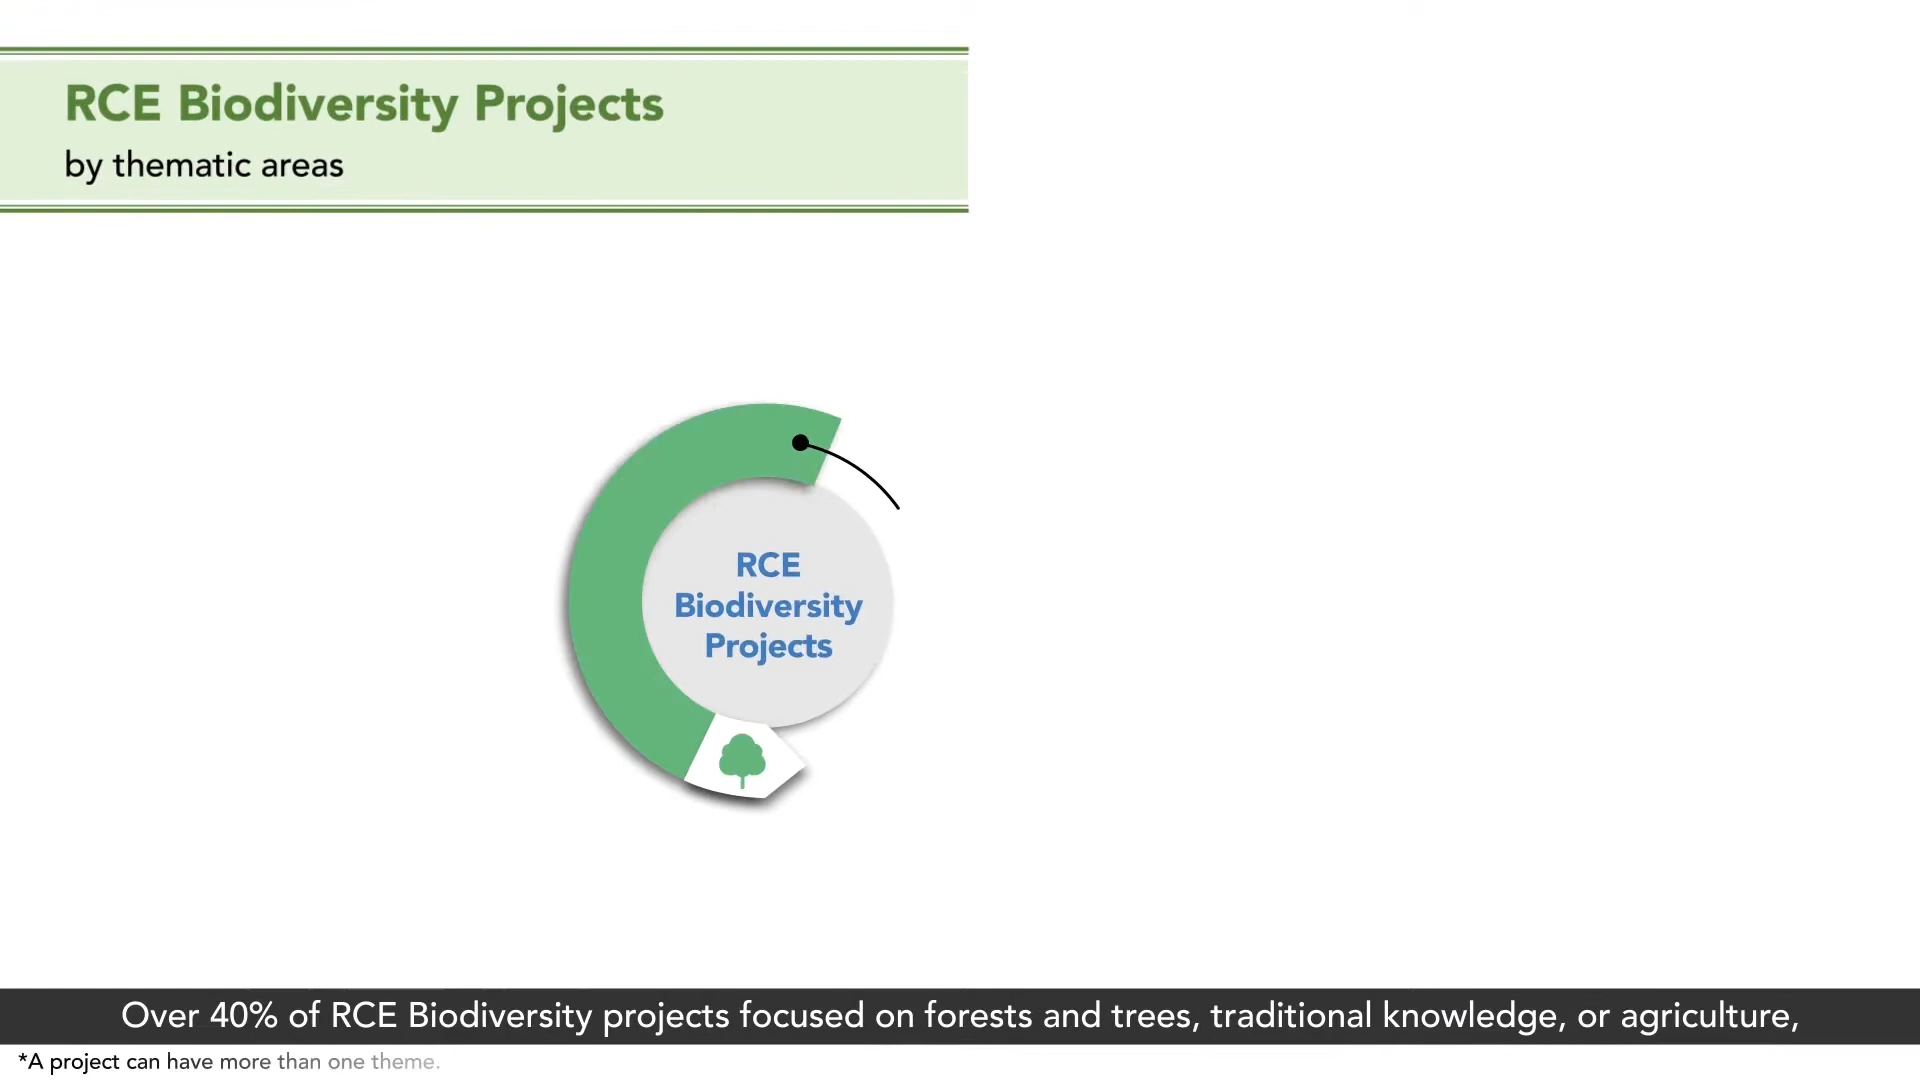 RCE Biodiversity Projects
by thematic areas
RCE
Biodiversity
Projects
Over 40% of RCE Biodiversity projects focused on forests and trees, traditional knowledge, or agriculture,
*A project can have more than one theme.